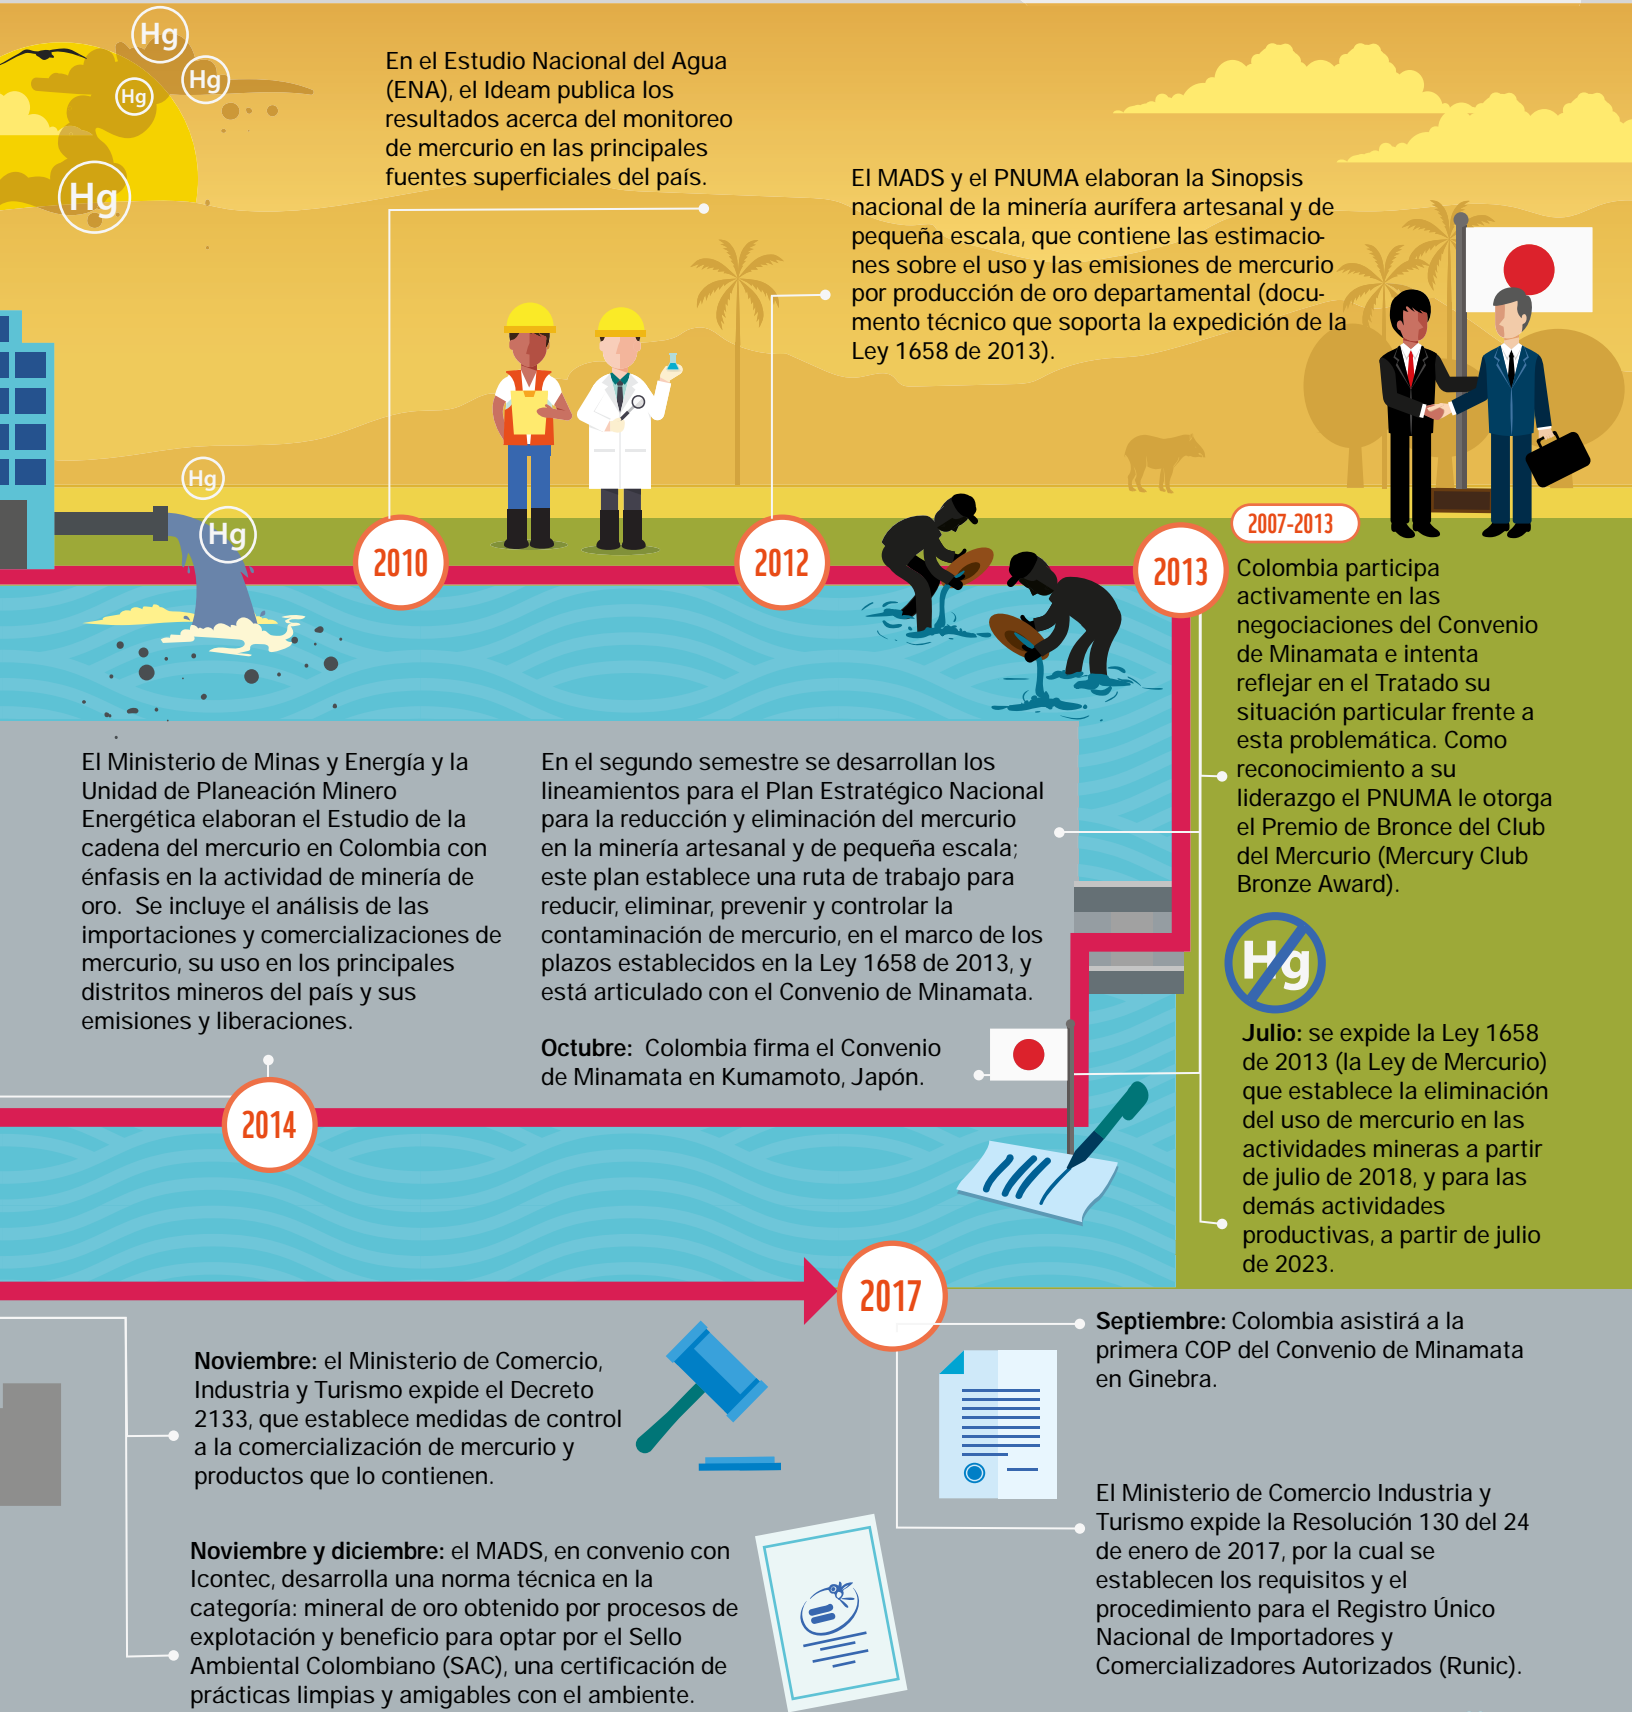 Hg
Hg
Hg
Hg
En el Estudio Nacional del Agua
(ENA), el Ideam publica los
resultados acerca del monitoreo
de mercurio en las principales
fuentes superficiales del país.
El MADS y el PNUMA elaboran la Sinopsis
nacional de la minería aurífera artesanal y de
pequeña escala, que contiene las estimacio-
nes sobre el uso y las emisiones de mercurio
por producción de oro departamental (docu-
mento técnico que soporta la expedición de la
Ley 1658 de 2013).
Hg
Hg
2010
2012
2013
2007-2013
Colombia participa
activamente en las
negociaciones del Convenio
de Minamata e intenta
reflejar en el Tratado su
situación particular frente a
esta problemática. Como
reconocimiento a su
liderazgo el PNUMA le otorga
el Premio de Bronce del Club
del Mercurio (Mercury Club
Bronze Award).
Hg
Julio: se expide la Ley 1658
de 2013 (la Ley de Mercurio)
que establece la eliminación
del uso de mercurio en las
actividades mineras a partir
de julio de 2018, y para las
demás actividades
productivas, a partir de julio
de 2023.
En el segundo semestre se desarrollan los
lineamientos para el Plan Estratégico Nacional
para la reducción y eliminación del mercurio
en la minería artesanal y de pequeña escala;
este plan establece una ruta de trabajo para
reducir, eliminar, prevenir y controlar la
contaminación de mercurio, en el marco de los
plazos establecidos en la Ley 1658 de 2013, y
está articulado con el Convenio de Minamata.
Octubre: Colombia firma el Convenio
de Minamata en Kumamoto, Japón.
El Ministerio de Minas y Energía y la
Unidad de Planeación Minero
Energética elaboran el Estudio de la
cadena del mercurio en Colombia con
énfasis en la actividad de minería de
oro. Se incluye el análisis de las
importaciones y comercializaciones de
mercurio, su uso en los principales
distritos mineros del país y sus
emisiones y liberaciones.
2014
2017
Noviembre: el Ministerio de Comercio,
Industria y Turismo expide el Decreto
2133, que establece medidas de control
a la comercialización de mercurio y
productos que lo contienen.
Noviembre y diciembre: el MADS, en convenio con
Icontec, desarrolla una norma técnica en la
categoría: mineral de oro obtenido por procesos de
explotación y beneficio para optar por el Sello
Ambiental Colombiano (SAC), una certificación de
prácticas limpias y amigables con el ambiente.
Septiembre: Colombia asistirá a la
primera COP del Convenio de Minamata
en Ginebra.
El Ministerio de Comercio Industria y
Turismo expide la Resolución 130 del 24
de enero de 2017, por la cual se
establecen los requisitos y el
procedimiento para el Registro Único
Nacional de Importadores y
Comercializadores Autorizados (Runic).